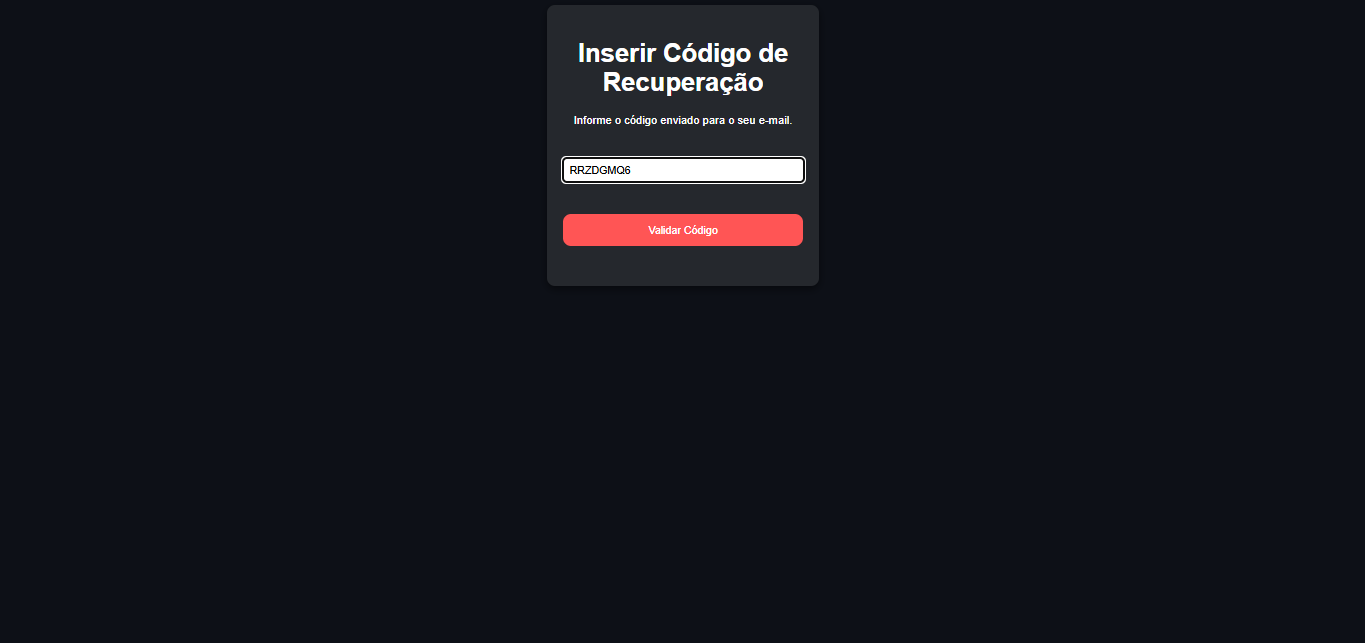 Inserir Código de
Recuperação
Informe o código enviado para o seu e-mail.
RRZDGMQ6
Validar Código